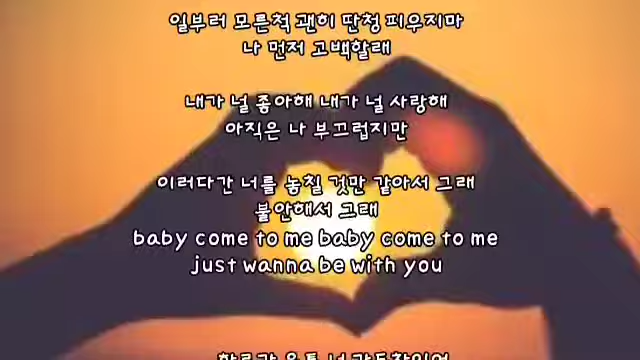 일부러 모른척 괜히 딴청 피우지마
나 먼저 고백할래
내가 널 좋아해 내가 널 사랑해
아직은 나 부끄럽지만
이러다간 너를 놓칠 것만 같아서 그래
불안해서 그래
baby come to me baby come to me
just wanna be with you